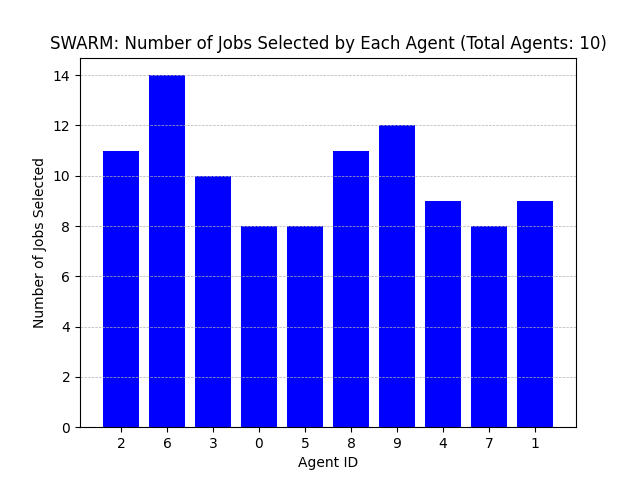 SWARM: Number of Jobs Selected by Each Agent (Total Agents: 10)
Number of Jobs Selected
14
12
10
8
6
4
2
0
2 6 3 0 5 8 9 4 7 1
Agent ID